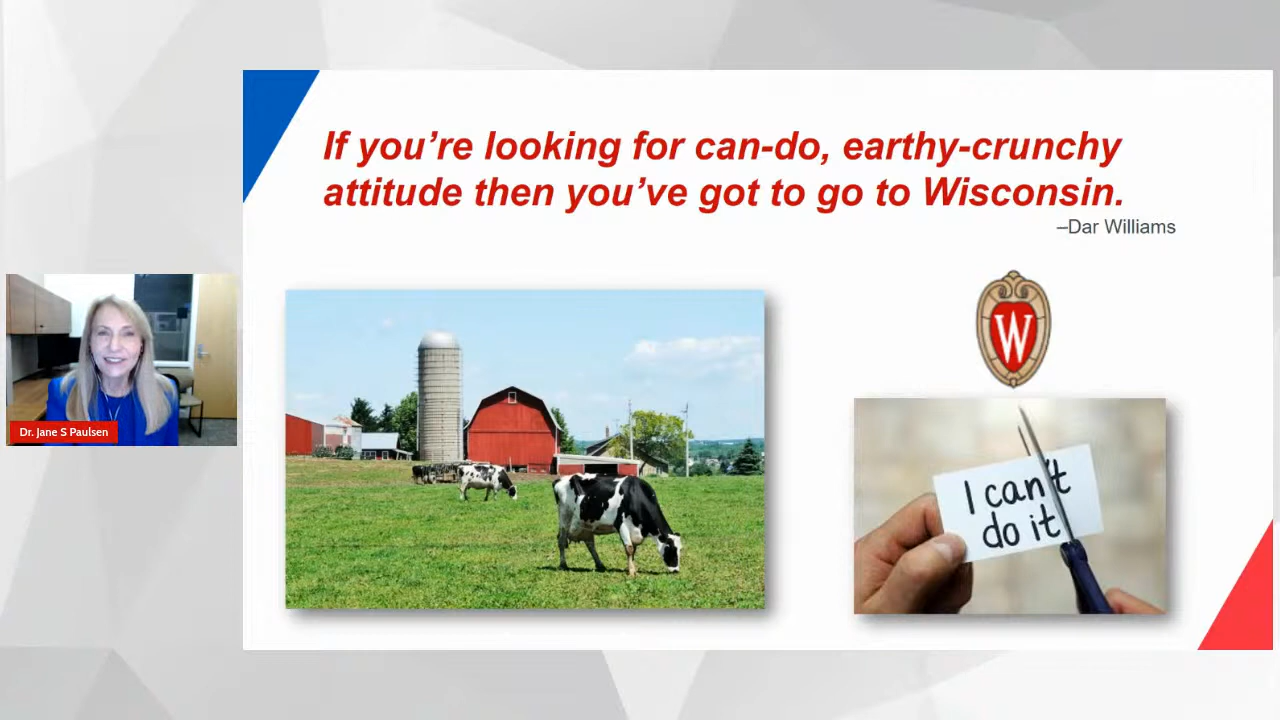 If you’re looking for can-do, earthy-crunchy
attitude then you’ve got to go to Wisconsin.
–Dar Williams
W
I can't
do it
Dr. Jane S Paulsen